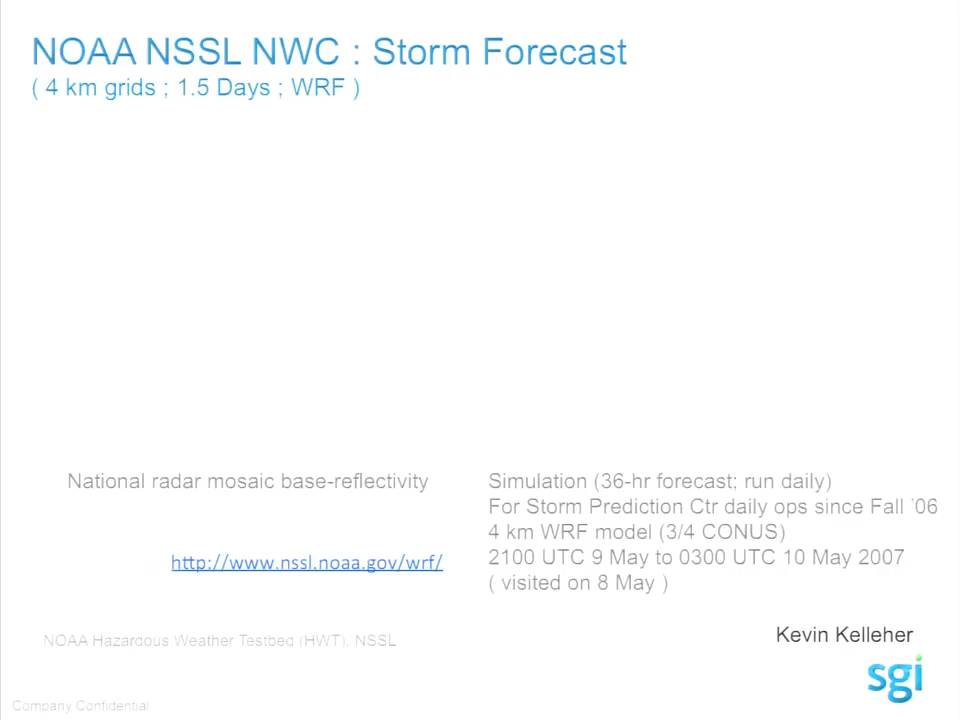 NOAA NSSL NWC : Storm Forecast
( 4 km grids ; 1.5 Days ; WRF )
National radar mosaic base-reflectivity
Simulation (36-hr forecast; run daily)
For Storm Prediction Ctr daily ops since Fall '06
4 km WRF model (3/4 CONUS)
2100 UTC 9 May to 0300 UTC 10 May 2007
( visited on 8 May )
http://www.nssl.noaa.gov/wrf/
NOAA Hazardous Weather Testbed (HWT), NSSL
Kevin Kelleher
sgi
Company Confidential